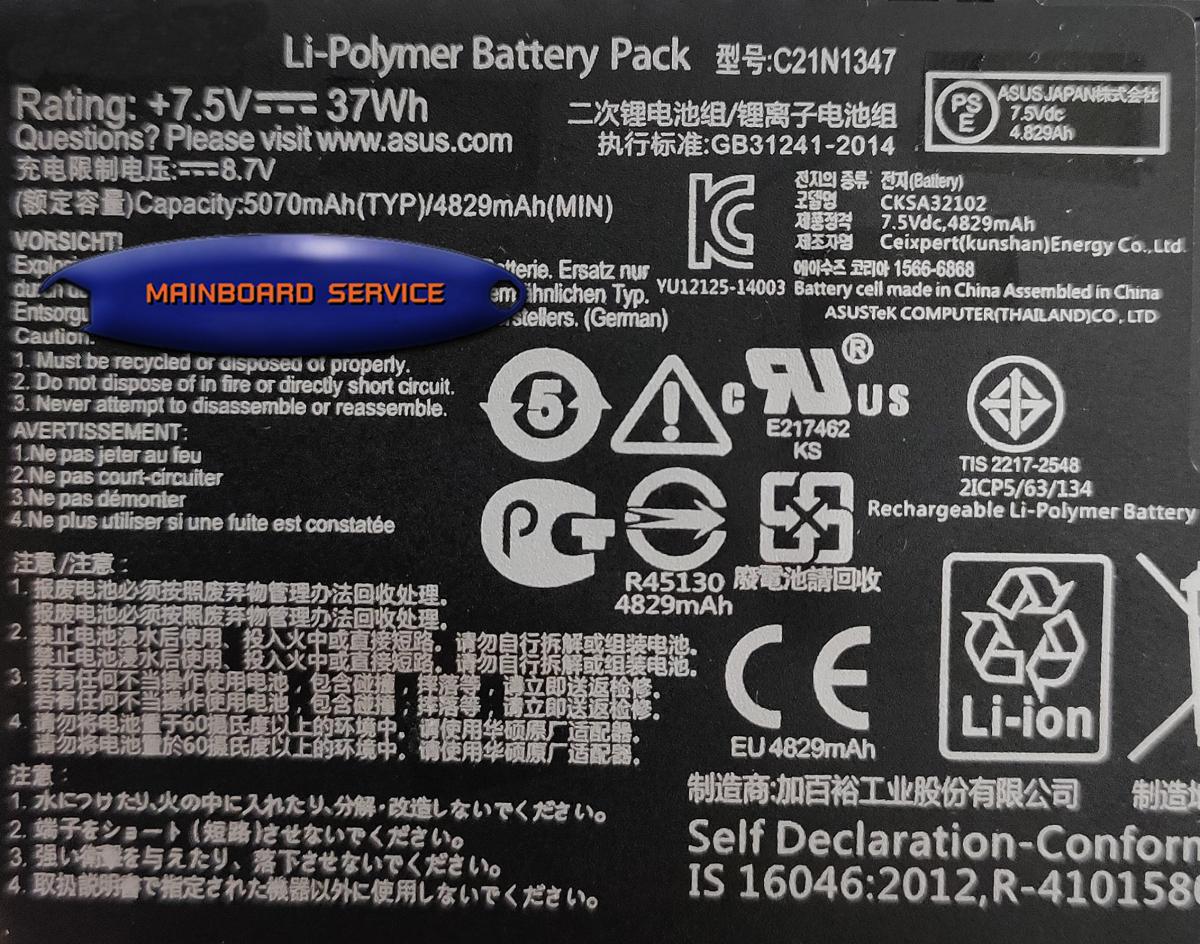 Li-Polymer Battery Pack 型号:C21N1347
Rating: +7.5V⎓37Wh
Questions? Please visit www.asus.com
充电限制电压:⎓8.7V
(额定容量)Capacity:5070mAh(TYP)/4829mAh(MIN)
二次锂电池组/锂离子电池组
执行标准:GB31241-2014
PS
E
ASUS JAPAN株式会社
7.5Vdc
4.829Ah
전지의 종류 전지(Battery)
모델명 CKSA32102
제품정격 7.5Vdc,4829mAh
제조자명 Ceixpert(kunshan)Energy Co.,Ltd.
에이수즈 코리아 1566-6868
YU12125-14003 Battery cell made in China Assembled in China
ASUSTeK COMPUTER(THAILAND)CO , LTD
VORSICHT!
Ersatz nur
ähnlichen Typ.
(German)
MAINBOARD SERVICE
Caution:
1. Must be recycled or disposed of properly.
2. Do not dispose of in fire or directly short circuit.
3. Never attempt to disassemble or reassemble.
AVERTISSEMENT:
1.Ne pas jeter au feu
2.Ne pas court-circuiter
3.Ne pas démonter
4.Ne plus utiliser si une fuite est constatée
5
C RU ® US
E217462
KS
TIS 2217-2548
2ICP5/63/134
Rechargeable Li-Polymer Battery
R45130
4829mAh
廢電池請回收
注意 /注意 :
1. 报废电池必须按照废弃物管理办法回收处理。
报废电池必须按照废弃物管理办法回收处理。
2. 禁止电池浸水后使用、投入火中或直接短路。请勿自行拆解或组装电池。
禁止电池浸水后使用、投入火中或直接短路。请勿自行拆解或组装电池。
3. 若有任何不当操作使用电池，包含碰撞，摔落等，请立即送返检修。
若有任何不当操作使用电池，包含碰撞，摔落等，请立即送返检修。
4. 请勿将电池置于60摄氏度以上的环境中。请使用华硕原厂适配器。
请勿将电池置於60摄氏度以上的环境中。请使用华硕原厂适配器。
CE
EU 4829mAh
Li-ion
注意 :
1. 水につけたり、火の中に入れたり、分解・改造しないでください。
2. 端子をショート（短路）させないでください。
3. 强い衝撃を与えたり、落下させないでください。
4. 取扱説明書で指定された機器以外に使用しないでください。
制造商:加百裕工业股份有限公司 制造
Self Declaration-Conform
IS 16046:2012,R-4101580